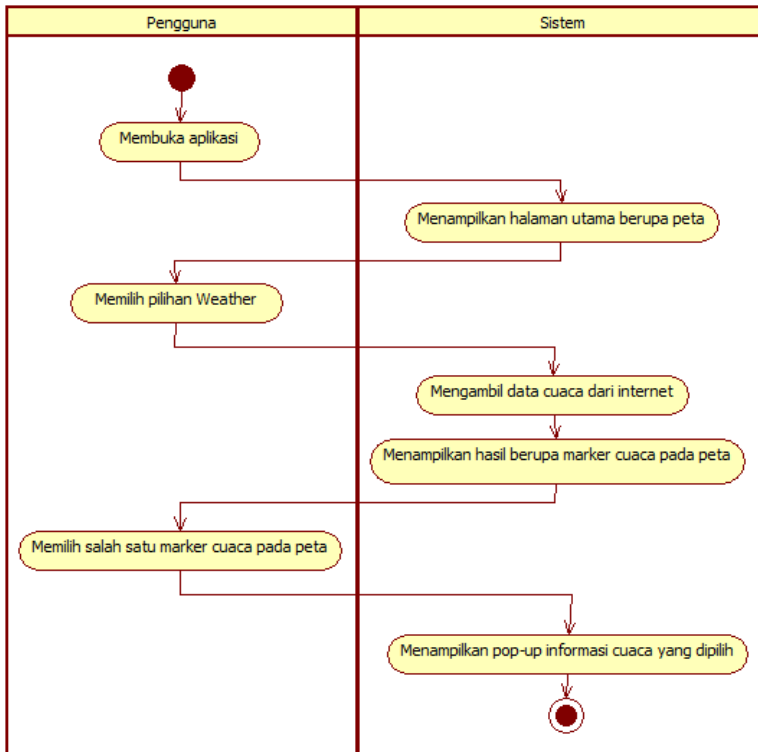 Pengguna
Sistem
Membuka aplikasi
Menampilkan halaman utama berupa peta
Memilih pilihan Weather
Mengambil data cuaca dari internet
Menampilkan hasil berupa marker cuaca pada peta
Memilih salah satu marker cuaca pada peta
Menampilkan pop-up informasi cuaca yang dipilih